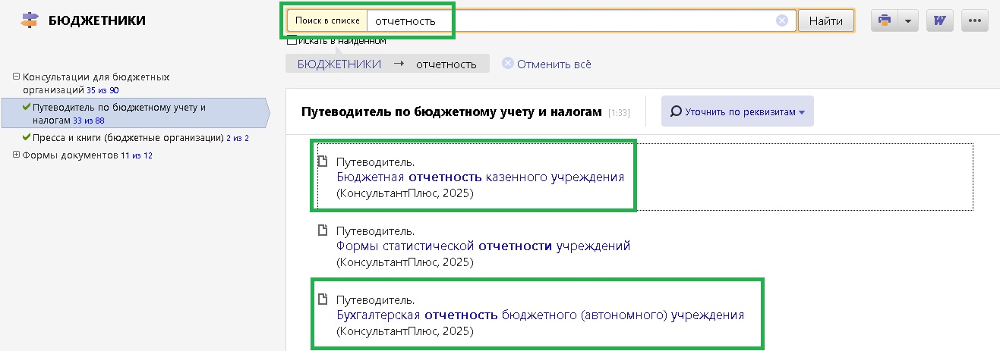 БЮДЖЕТНИКИ
Поиск в списке отчетность Найти
Искать в найденном
БЮДЖЕТНИКИ → отчетность Отменить всё
Консультации для бюджетных
организаций 35 из 90
Путеводитель по бюджетному учету и
налогам 33 из 88
Пресса и книги (бюджетные организации) 2 из 2
Формы документов 11 из 12
Путеводитель по бюджетному учету и налогам [1:33] Уточнить по реквизитам
Путеводитель.
Бюджетная отчетность казенного учреждения
(КонсультантПлюс, 2025)
Путеводитель.
Формы статистической отчетности учреждений
(КонсультантПлюс, 2025)
Путеводитель.
Бухгалтерская отчетность бюджетного (автономного) учреждения
(КонсультантПлюс, 2025)